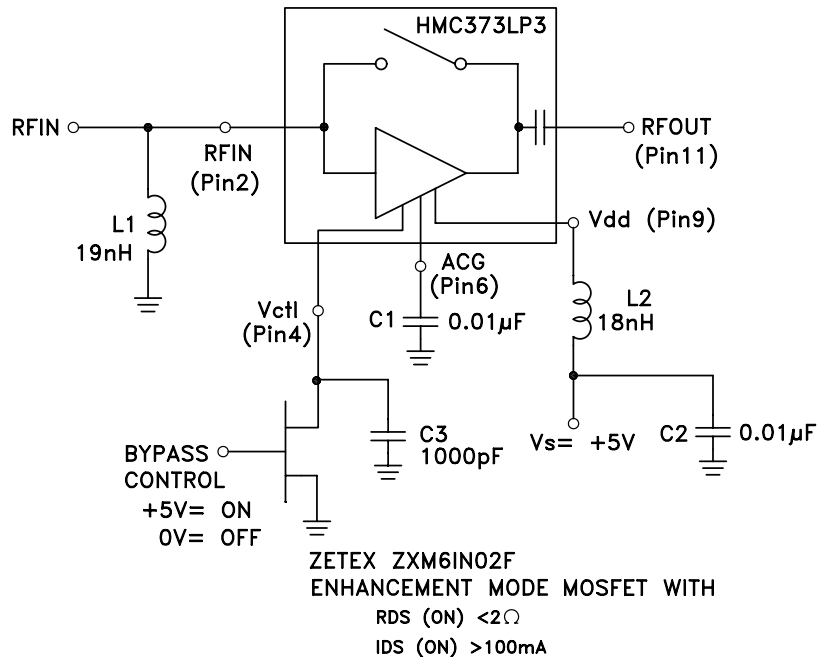 HMC373LP3
RFIN
RFIN
(Pin2)
RFOUT
(Pin11)
L1
19nH
Vdd (Pin9)
ACG
(Pin6)
Vctl
(Pin4)
C1 0.01µF
L2
18nH
BYPASS
CONTROL
+5V= ON
0V= OFF
C3
1000pF
Vs= +5V
C2 0.01µF
ZETEX ZXM6IN02F
ENHANCEMENT MODE MOSFET WITH
RDS (ON) <2Ω
IDS (ON) >100mA